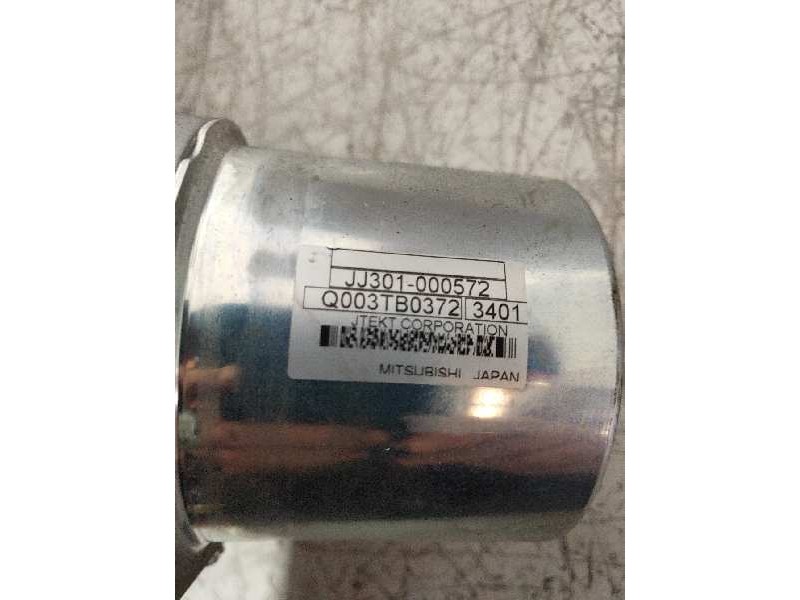 JJ301-000572
Q003TB0372 3401
JTEKT CORPORATION
MITSUBISHI JAPAN